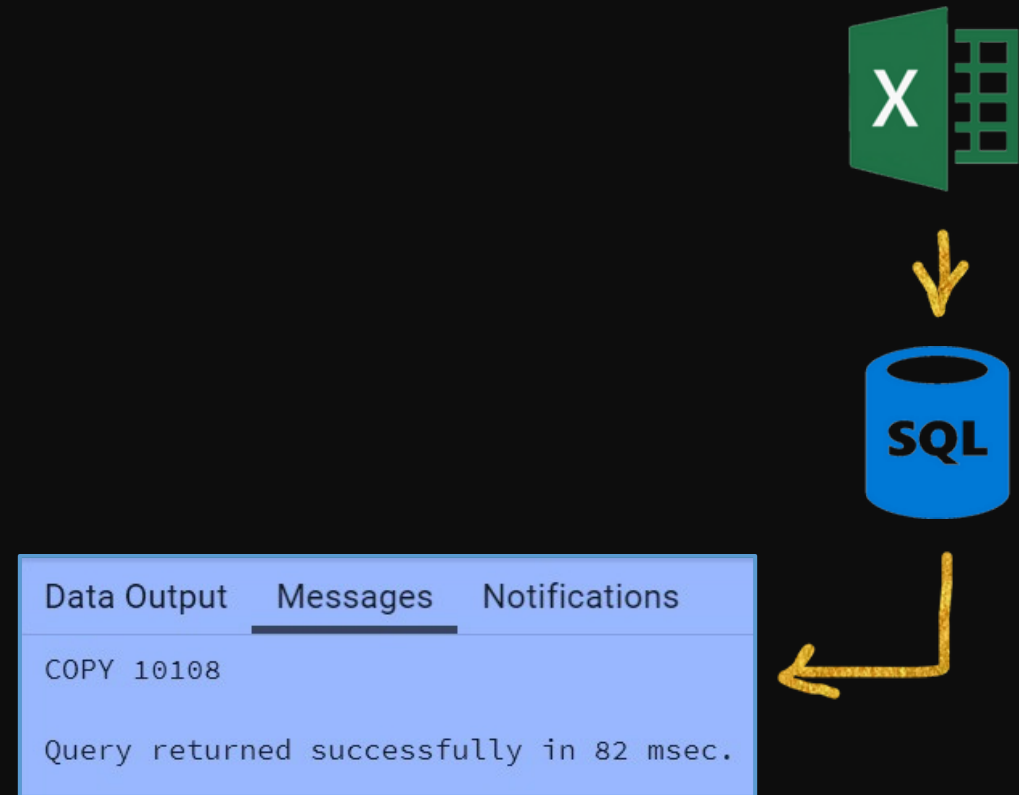 X
SQL
Data Output Messages Notifications
COPY 10108
Query returned successfully in 82 msec.